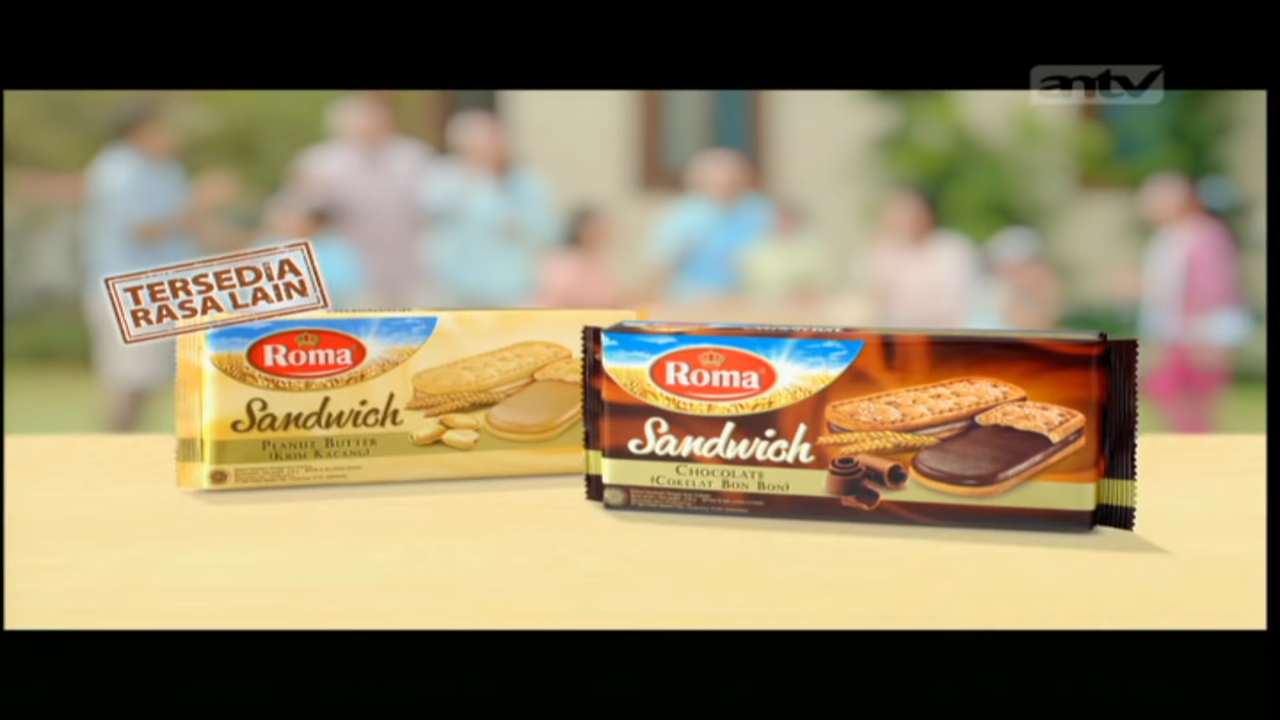 antv
TERSEDIA
RASA LAIN
Roma
Sandwich
PEANUT BUTTER
(KRIM KACANG)
Roma
Sandwich
CHOCOLATE
(COKELAT BON BON)